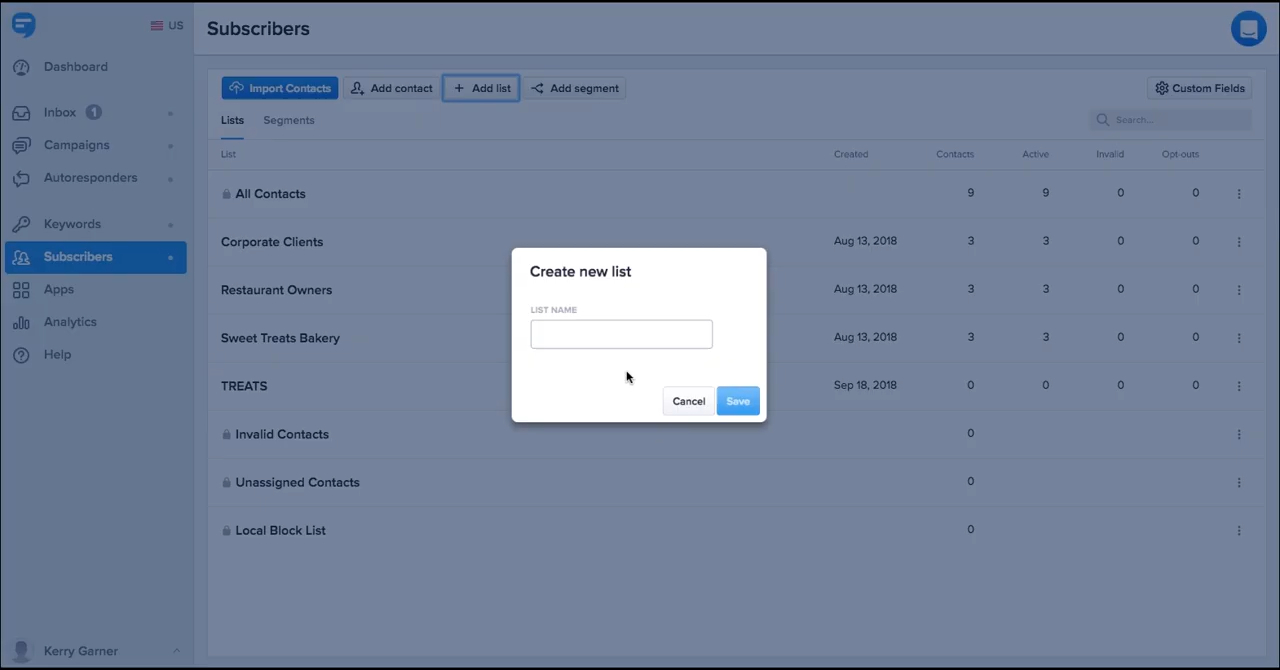 US
Subscribers
Dashboard
Inbox 1
Campaigns
Autoresponders
Keywords
Subscribers
Apps
Analytics
Help
Kerry Garner
Import Contacts Add contact + Add list Add segment Custom Fields
Lists Segments Search...
List Created Contacts Active Invalid Opt-outs
All Contacts 9 9 0 0
Corporate Clients Aug 13, 2018 3 3 0 0
Restaurant Owners Aug 13, 2018 3 3 0 0
Sweet Treats Bakery Aug 13, 2018 3 3 0 0
TREATS Sep 18, 2018 0 0 0 0
Invalid Contacts 0
Unassigned Contacts 0
Local Block List 0
Create new list
LIST NAME
Cancel Save